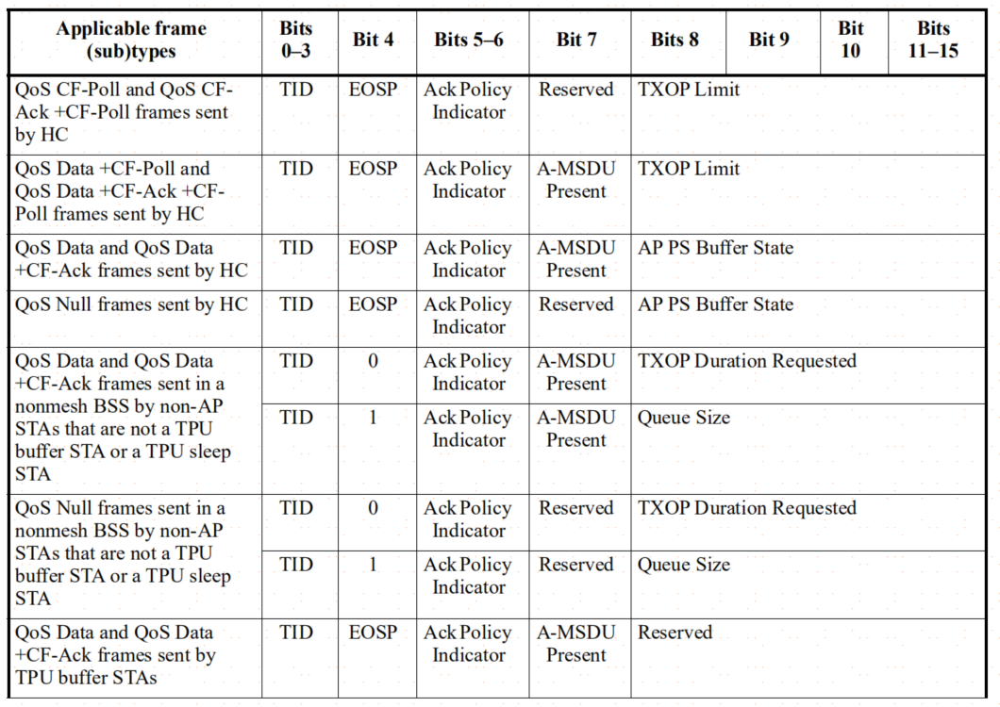 Applicable frame (sub)types Bits 0–3 Bit 4 Bits 5–6 Bit 7 Bits 8 Bit 9 Bit 10 Bits 11–15
QoS CF-Poll and QoS CF- TID EOSP Ack Policy Reserved TXOP Limit
Ack +CF-Poll frames sent Indicator
by HC
QoS Data +CF-Poll and TID EOSP Ack Policy A-MSDU TXOP Limit
QoS Data +CF-Ack +CF- Indicator Present
Poll frames sent by HC
QoS Data and QoS Data TID EOSP Ack Policy A-MSDU AP PS Buffer State
+CF-Ack frames sent by HC Indicator Present
QoS Null frames sent by HC TID EOSP Ack Policy Reserved AP PS Buffer State
Indicator
QoS Data and QoS Data TID 0 Ack Policy A-MSDU TXOP Duration Requested
+CF-Ack frames sent in a Indicator Present
nonmesh BSS by non-AP
STAs that are not a TPU TID 1 Ack Policy A-MSDU Queue Size
buffer STA or a TPU sleep Indicator Present
STA
QoS Null frames sent in a TID 0 Ack Policy Reserved TXOP Duration Requested
nonmesh BSS by non-AP Indicator
STAs that are not a TPU
buffer STA or a TPU sleep TID 1 Ack Policy Reserved Queue Size
STA Indicator
QoS Data and QoS Data TID EOSP Ack Policy A-MSDU Reserved
+CF-Ack frames sent by Indicator Present
TPU buffer STAs